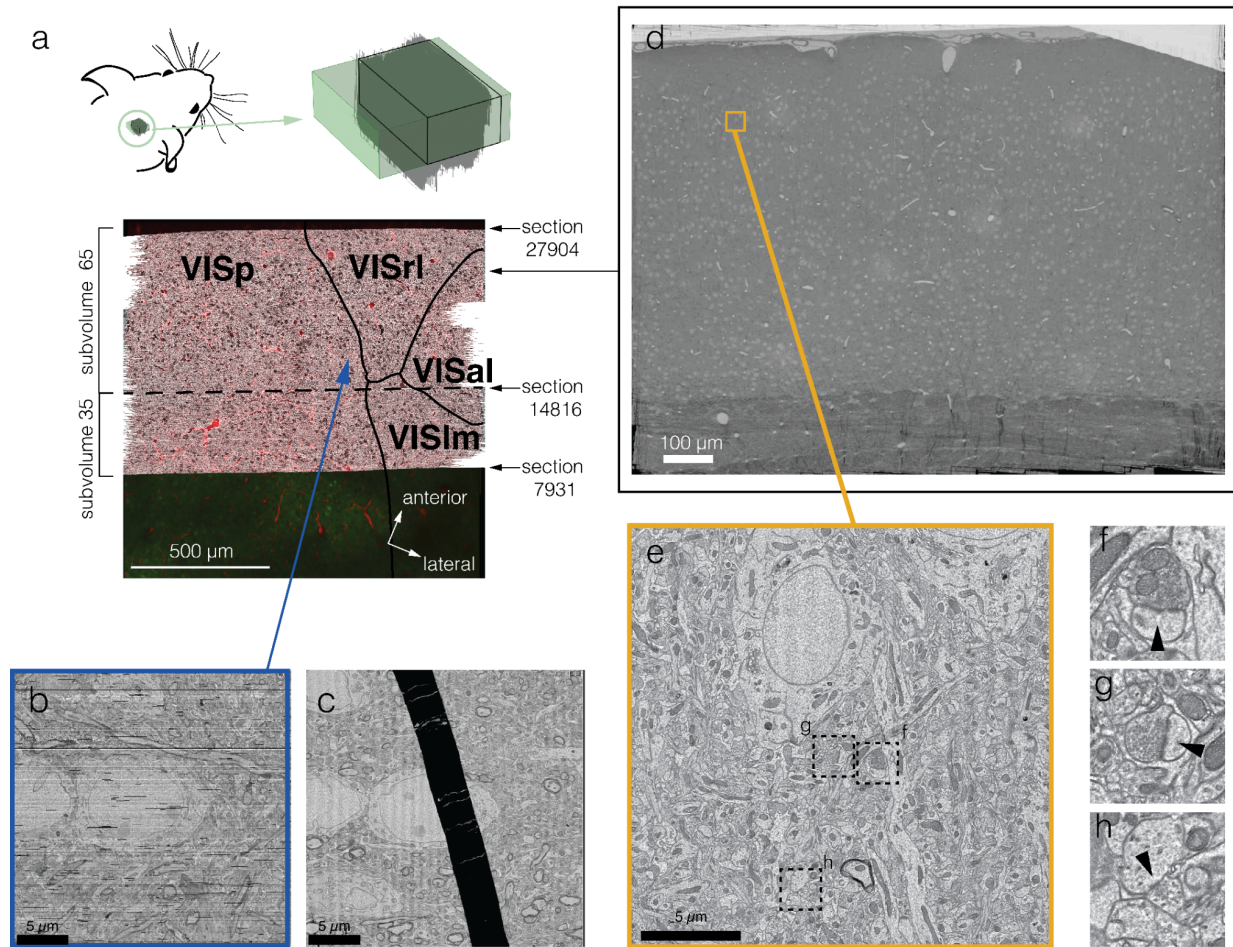 a
VISp
VISrl
VISal
VISlm
subvolume 65
subvolume 35
section
27904
section
14816
section
7931
anterior
lateral
500 µm
d
100 µm
b
5 µm
c
5 µm
e
g
f
h
5 µm
f
g
h